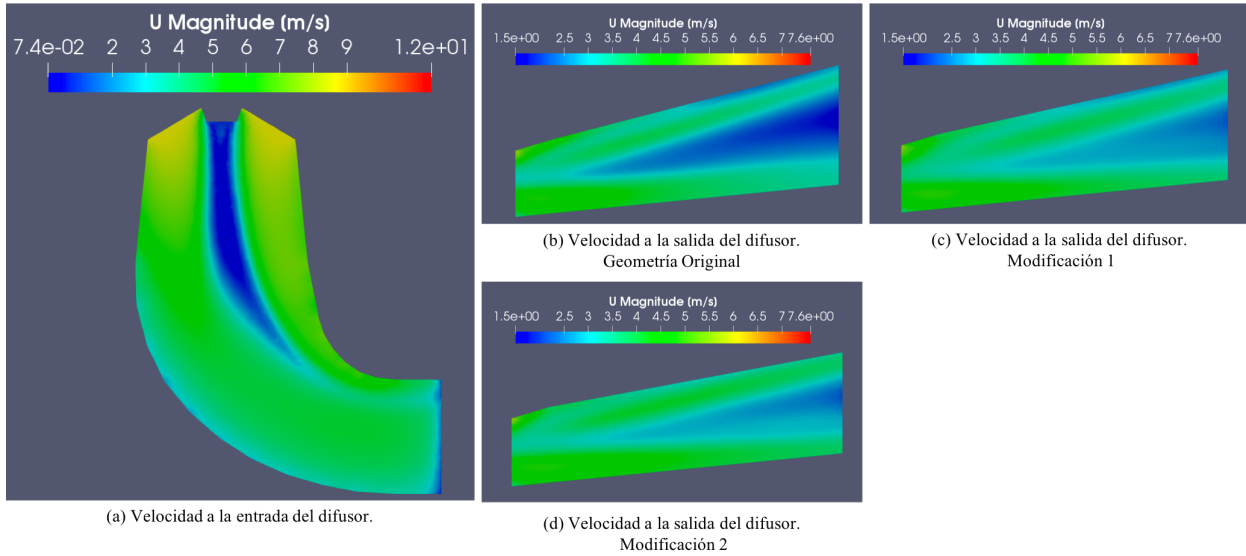 U Magnitude (m/s)
7.4e-02 2 3 4 5 6 7 8 9 1.2e+01
(a) Velocidad a la entrada del difusor.
U Magnitude (m/s)
1.5e+00 2.5 3 3.5 4 4.5 5 5.5 6 6.5 77.6e+00
(b) Velocidad a la salida del difusor.
Geometría Original
U Magnitude (m/s)
1.5e+00 2.5 3 3.5 4 4.5 5 5.5 6 6.5 77.6e+00
(c) Velocidad a la salida del difusor.
Modificación 1
U Magnitude (m/s)
1.5e+00 2.5 3 3.5 4 4.5 5 5.5 6 6.5 77.6e+00
(d) Velocidad a la salida del difusor.
Modificación 2